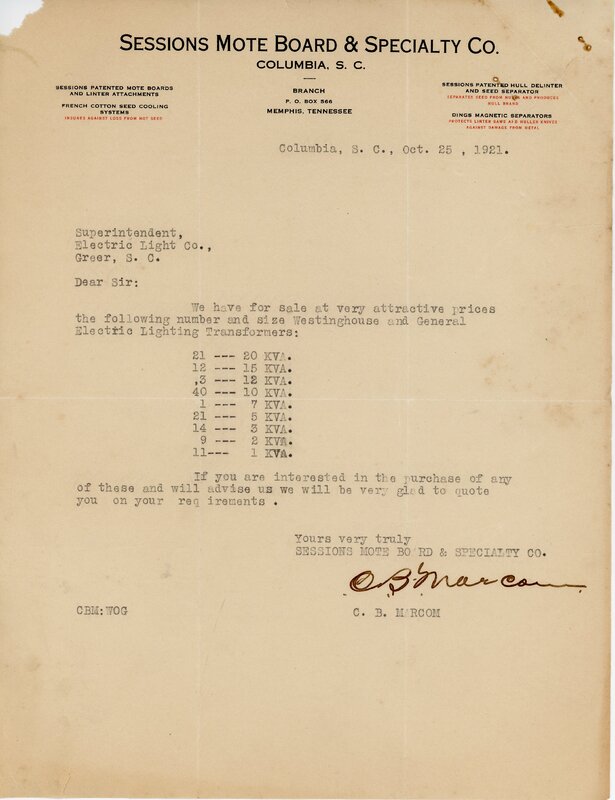 SESSIONS MOTE BOARD & SPECIALTY CO.
COLUMBIA, S. C.
SESSIONS PATENTED MOTE BOARDS
AND LINTER ATTACHMENTS
FRENCH COTTON SEED COOLING
SYSTEMS
INSURES AGAINST LOSS FROM HOT SEED
BRANCH
P. O. BOX 566
MEMPHIS, TENNESSEE
SESSIONS PATENTED HULL DELINTER
AND SEED SEPARATOR
SEPARATES SEED FROM HULLS AND PRODUCES
HULL BRAND
DINGS MAGNETIC SEPARATORS
PROTECTS LINTER SAWS AND HULLER KNIVES
AGAINST DAMAGE FROM METAL
Columbia, S. C., Oct. 25 , 1921.
Superintendent,
Electric Light Co.,
Greer, S. C.
Dear Sir:
We have for sale at very attractive prices
the following number and size Westinghouse and General
Electric Lighting Transformers:
21 --- 20 KVA.
12 --- 15 KVA.
,3 --- 12 KVA.
40 --- 10 KVA.
1 --- 7 KVA.
21 --- 5 KVA.
14 --- 3 KVA.
9 --- 2 KVA.
11--- 1 KVA.
If you are interested in the purchase of any
of these and will advise us we will be very glad to quote
you on your req irements .
Yours very truly
SESSIONS MOTE BO RD & SPECIALTY CO.
C B Marcom
CBM:WOG
C. B. M RCOM